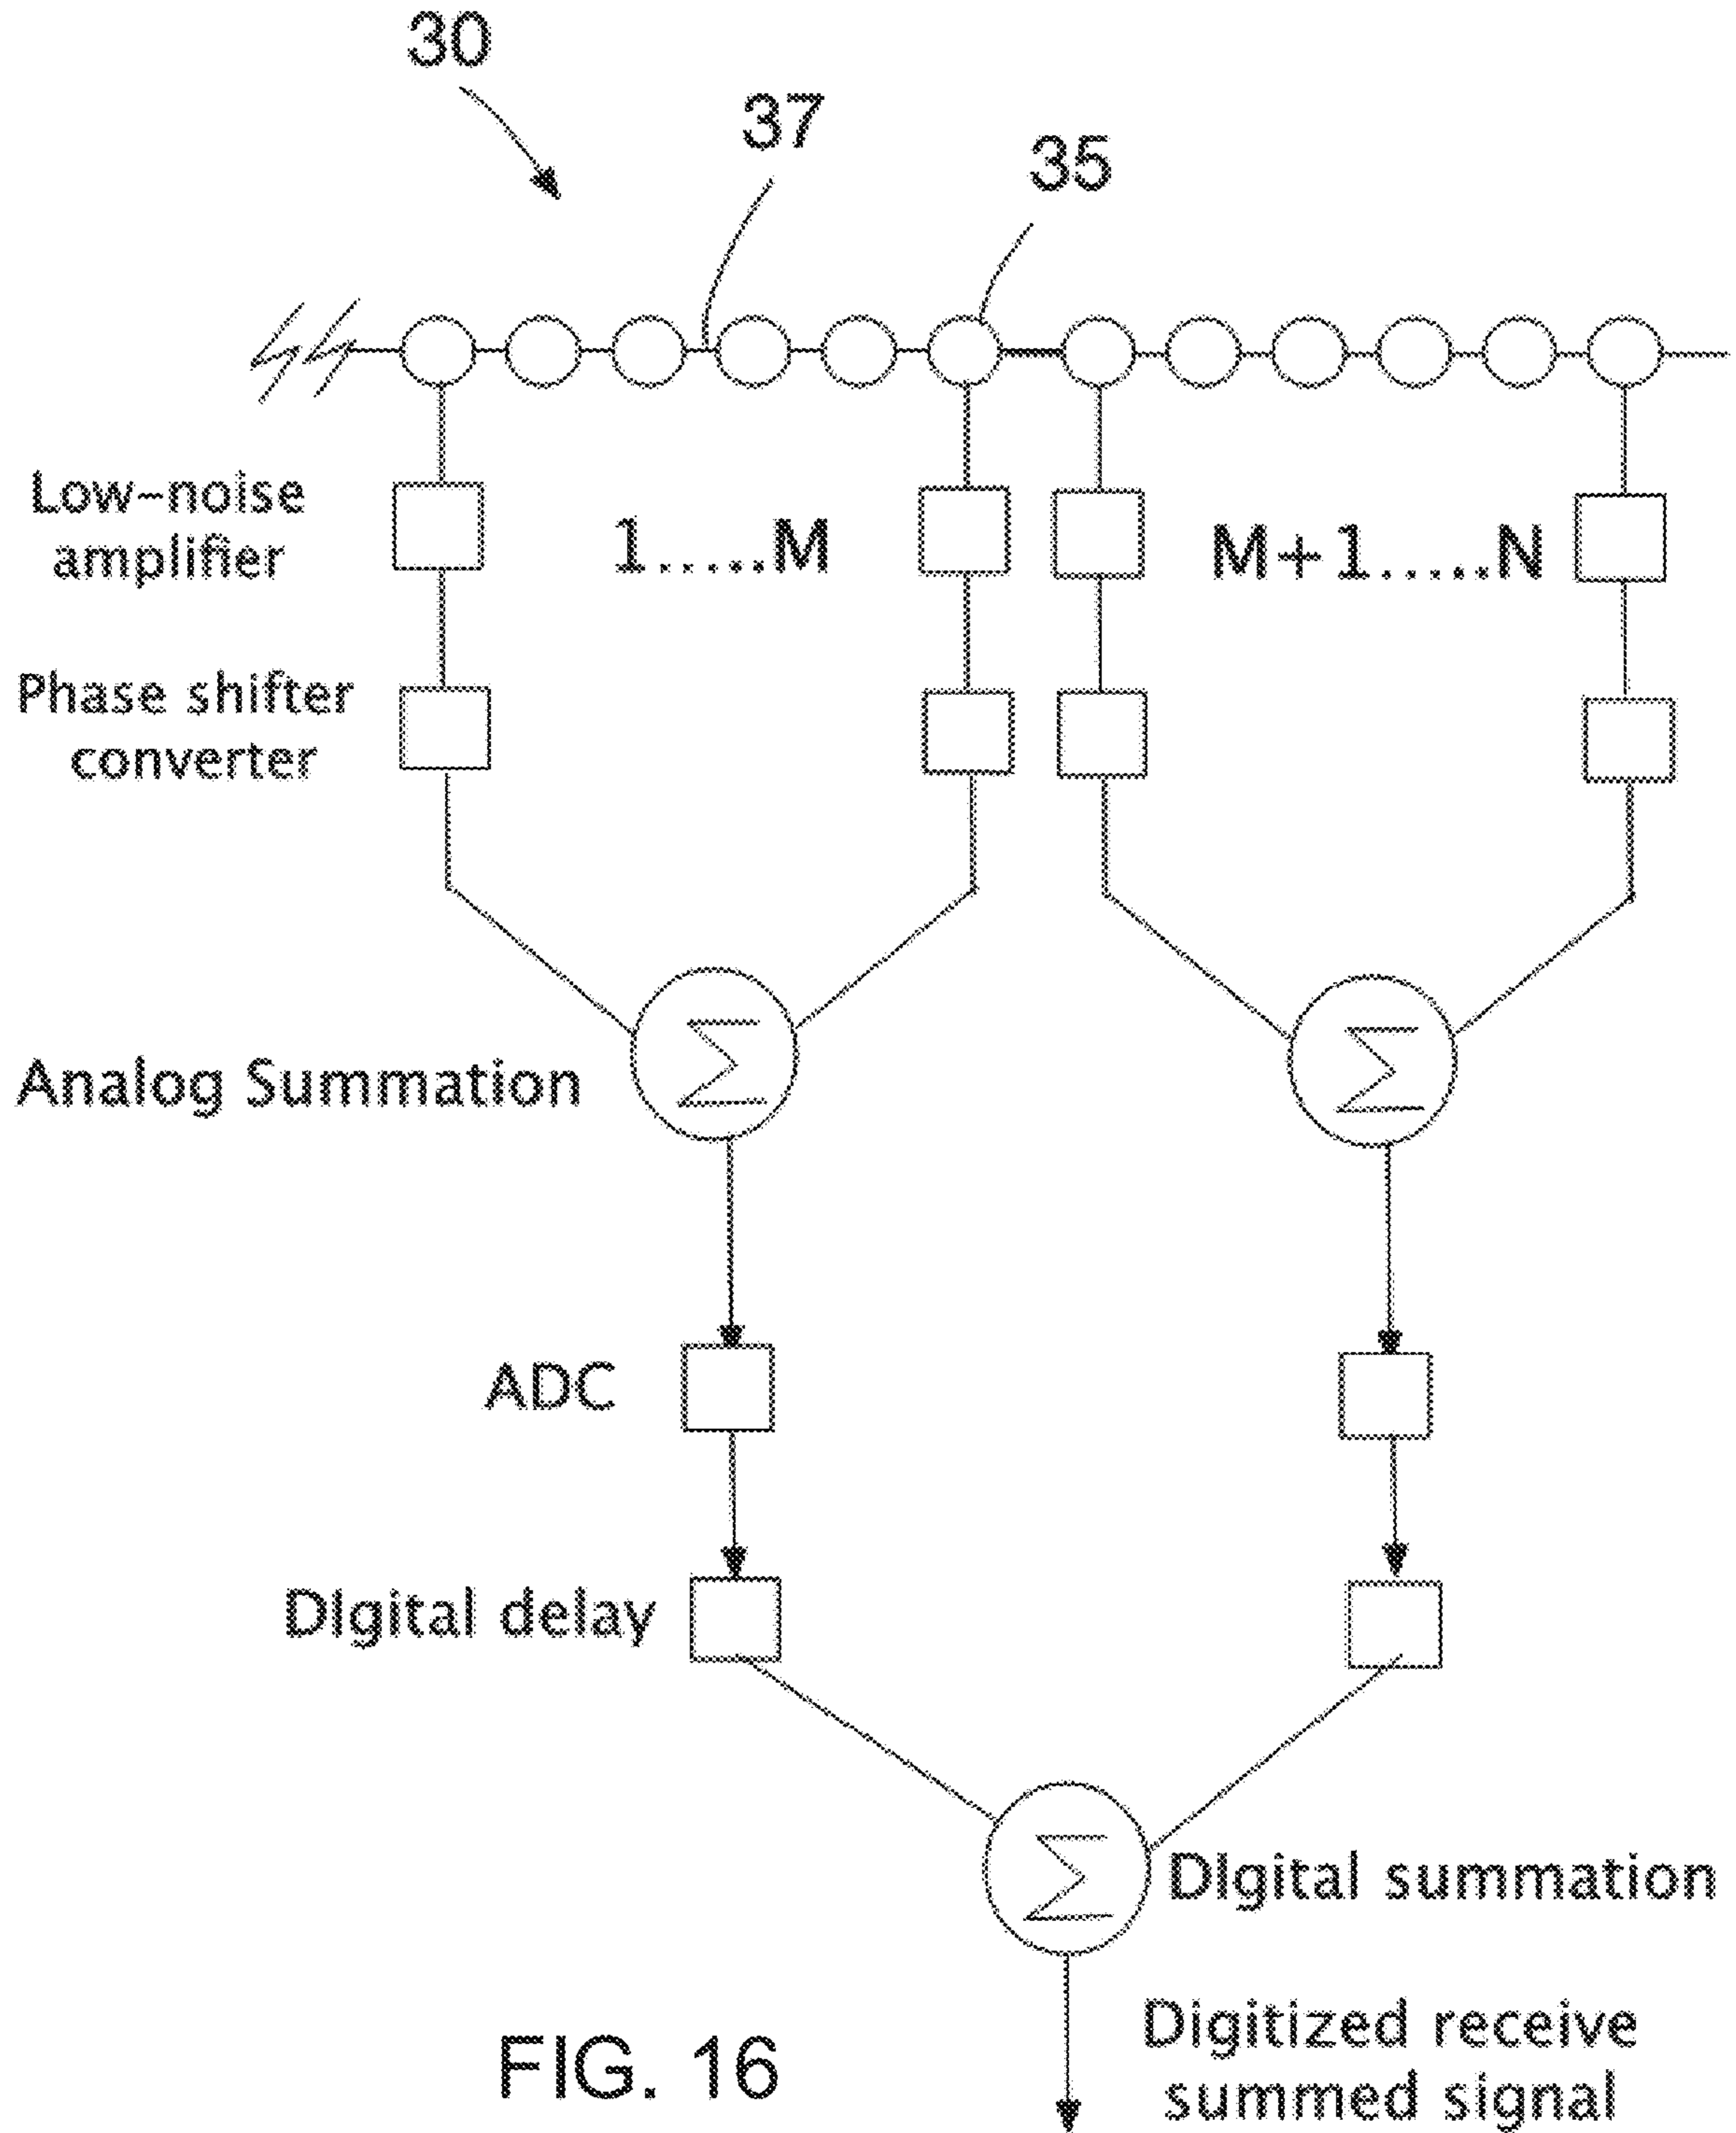 30
37
35
Low-noise
amplifier
1.....M
M+1.....N
Phase shifter
converter
Σ
Σ
Analog Summation
ADC
DIgital delay
Σ
DIgital summation
Digitized receive
summed signal
FIG. 16